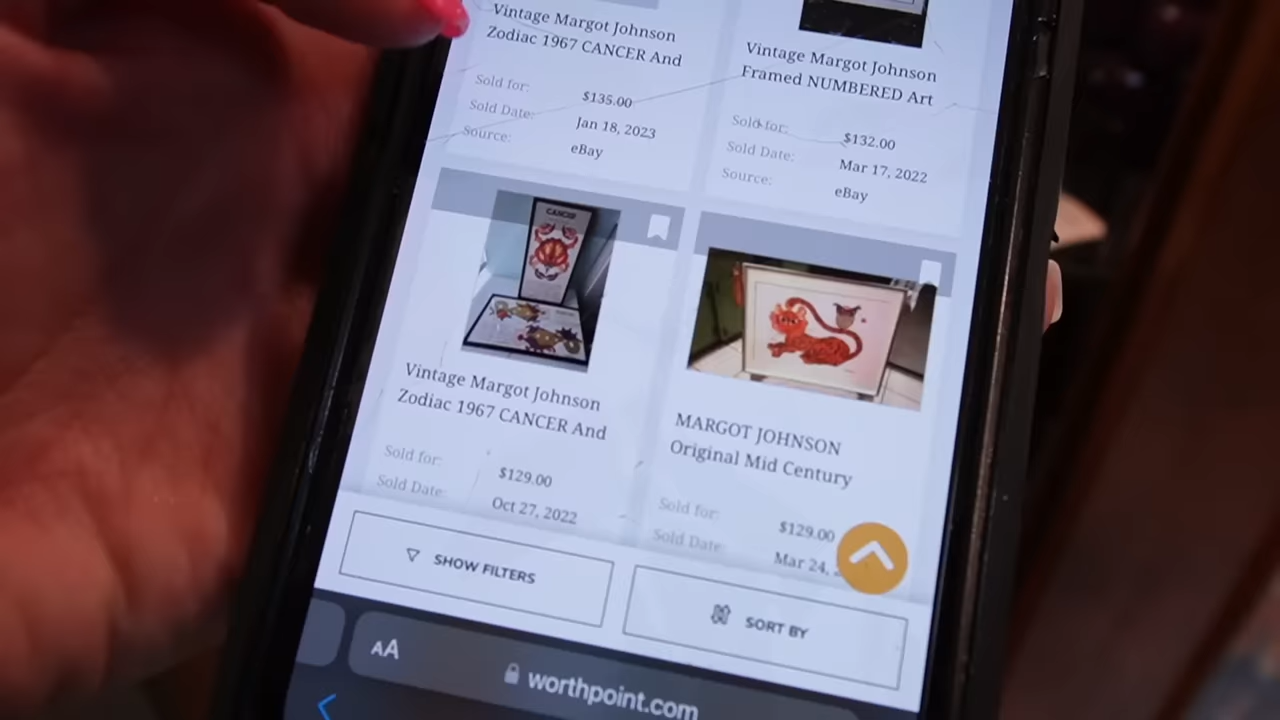 Vintage Margot Johnson
Zodiac 1967 CANCER And
Sold for: $135.00
Sold Date: Jan 18, 2023
Source: eBay
Vintage Margot Johnson
Framed NUMBERED Art
Sold for: $132.00
Sold Date: Mar 17, 2022
Source: eBay
CANCER
Vintage Margot Johnson
Zodiac 1967 CANCER And
Sold for: $129.00
Sold Date: Oct 27, 2022
MARGOT JOHNSON
Original Mid Century
Sold for: $129.00
Sold Date: Mar 24,
SHOW FILTERS
SORT BY
AA
worthpoint.com